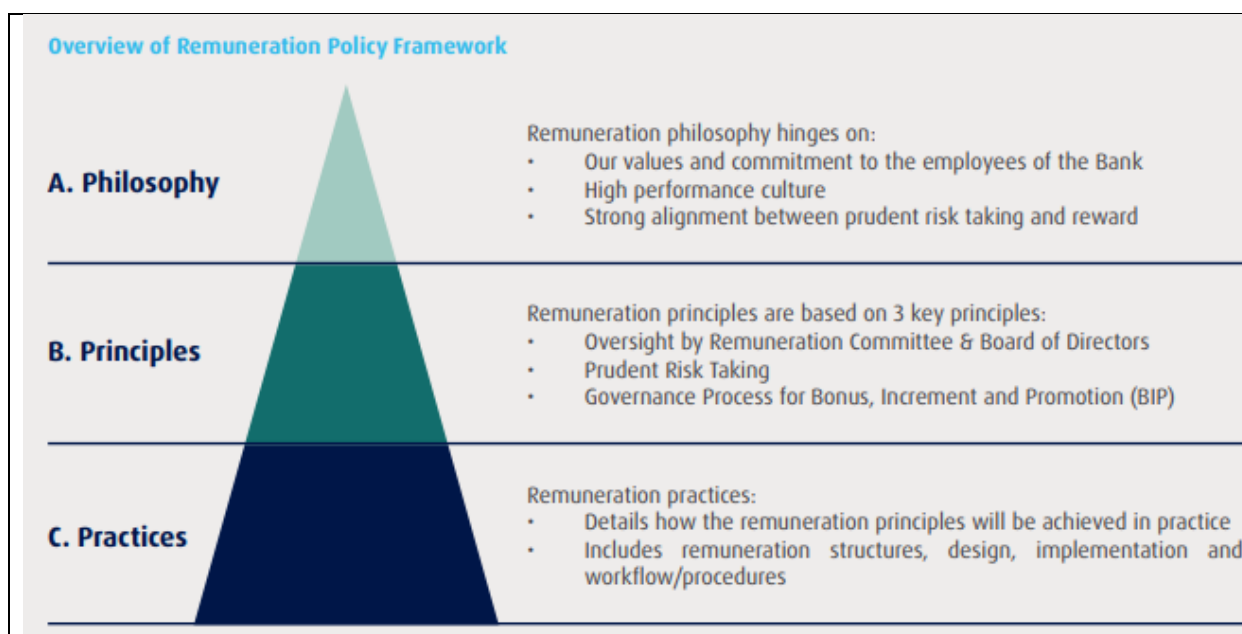 Overview of Remuneration Policy Framework
A. Philosophy
Remuneration philosophy hinges on:
• Our values and commitment to the employees of the Bank
• High performance culture
• Strong alignment between prudent risk taking and reward
B. Principles
Remuneration principles are based on 3 key principles:
• Oversight by Remuneration Committee & Board of Directors
• Prudent Risk Taking
• Governance Process for Bonus, Increment and Promotion (BIP)
C. Practices
Remuneration practices:
• Details how the remuneration principles will be achieved in practice
• Includes remuneration structures, design, implementation and
workflow/procedures